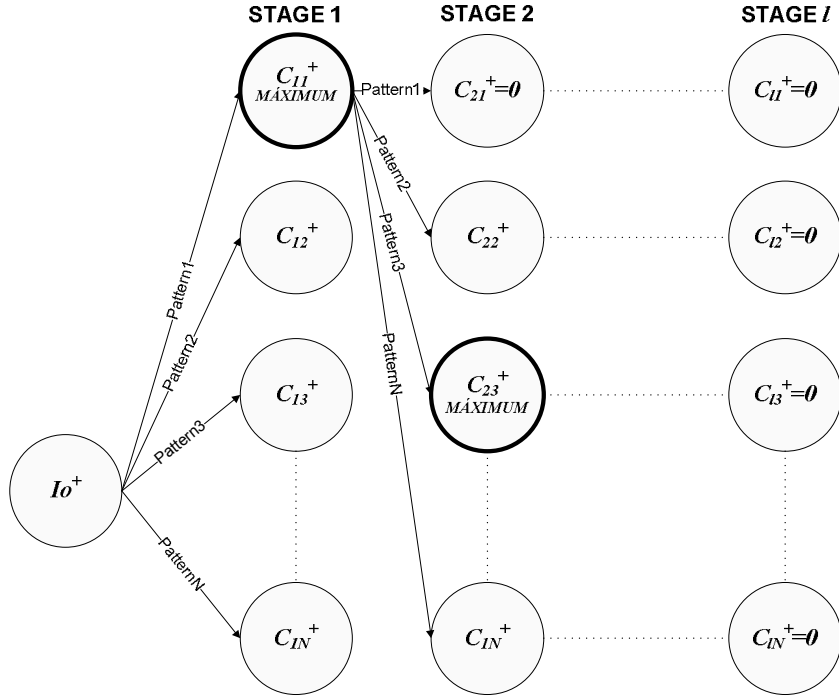 STAGE 1 STAGE 2 STAGE l
C11+ MÁXIMUM
Pattern1
C21+=0
Cl1+=0
Pattern2
C12+
C22+
Cl2+=0
Pattern3
Pattern1
PatternN
Pattern2
C13+
C23+ MÁXIMUM
Cl3+=0
Pattern3
Io+
PatternN
C1N+
C1N+
ClN+=0